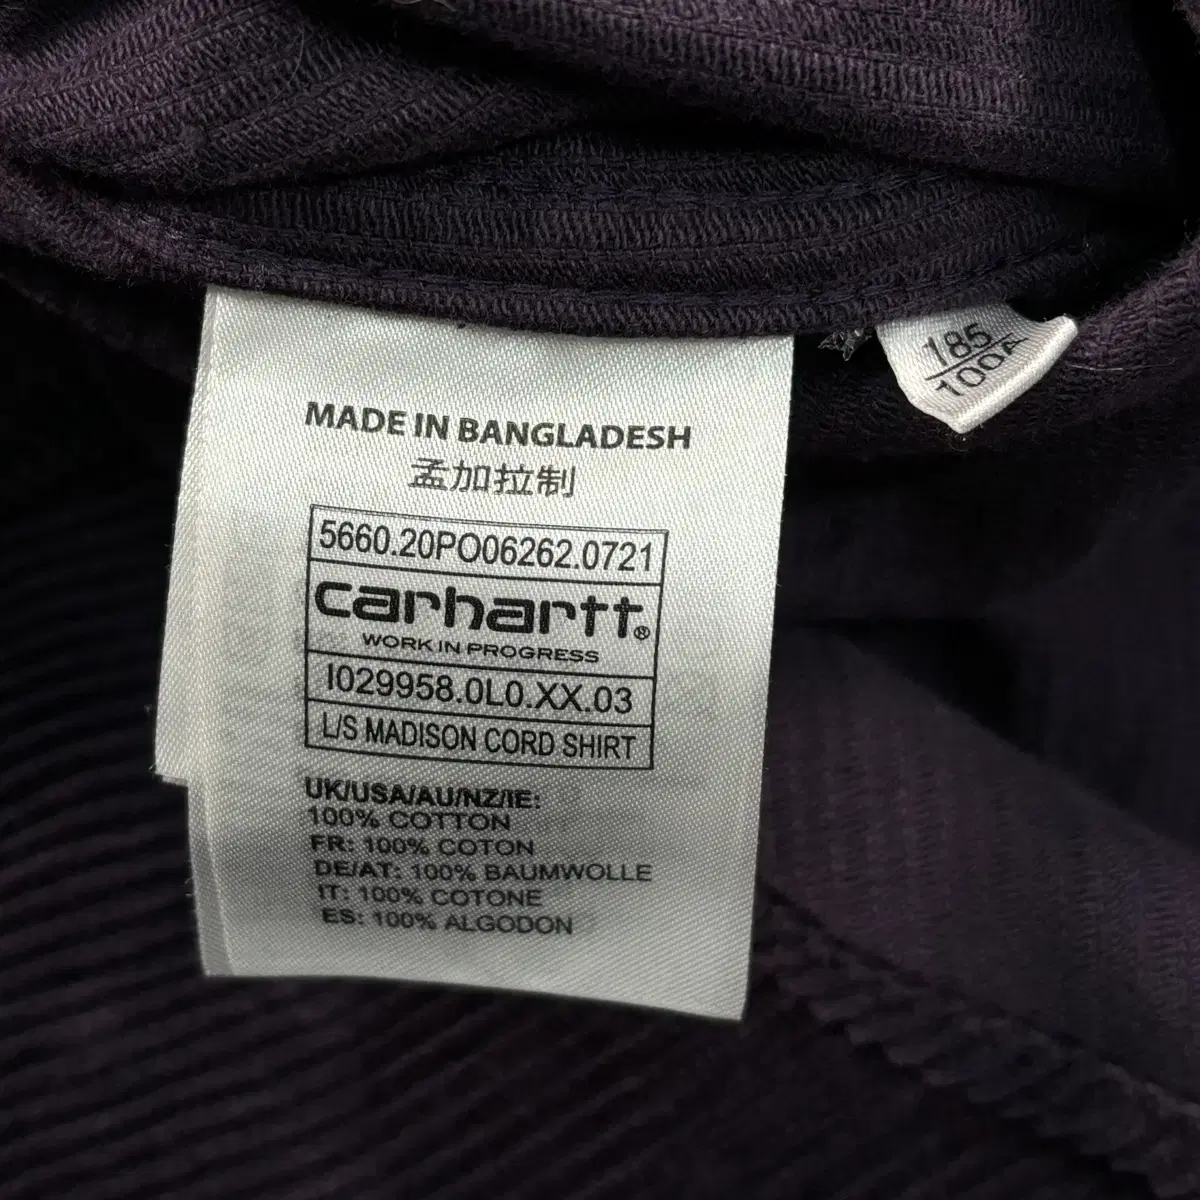 MADE IN BANGLADESH
孟加拉制
5660.20PO06262.0721
carhartt®
WORK IN PROGRESS
I029958.0L0.XX.03
L/S MADISON CORD SHIRT
UK/USA/AU/NZ/IE:
100% COTTON
FR: 100% COTON
DE/AT: 100% BAUMWOLLE
IT: 100% COTONE
ES: 100% ALGODON
185
100A